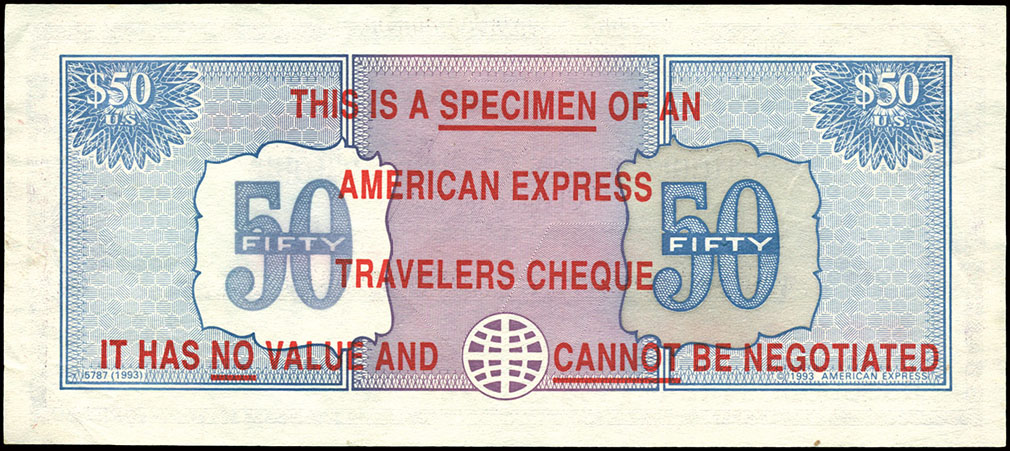 $50
U.S
$50
U.S
THIS IS A SPECIMEN OF AN
AMERICAN EXPRESS
50
FIFTY
50
FIFTY
TRAVELERS CHEQUE
IT HAS NO VALUE AND CANNOT BE NEGOTIATED
5787 (1993)
© 1993 AMERICAN EXPRESS